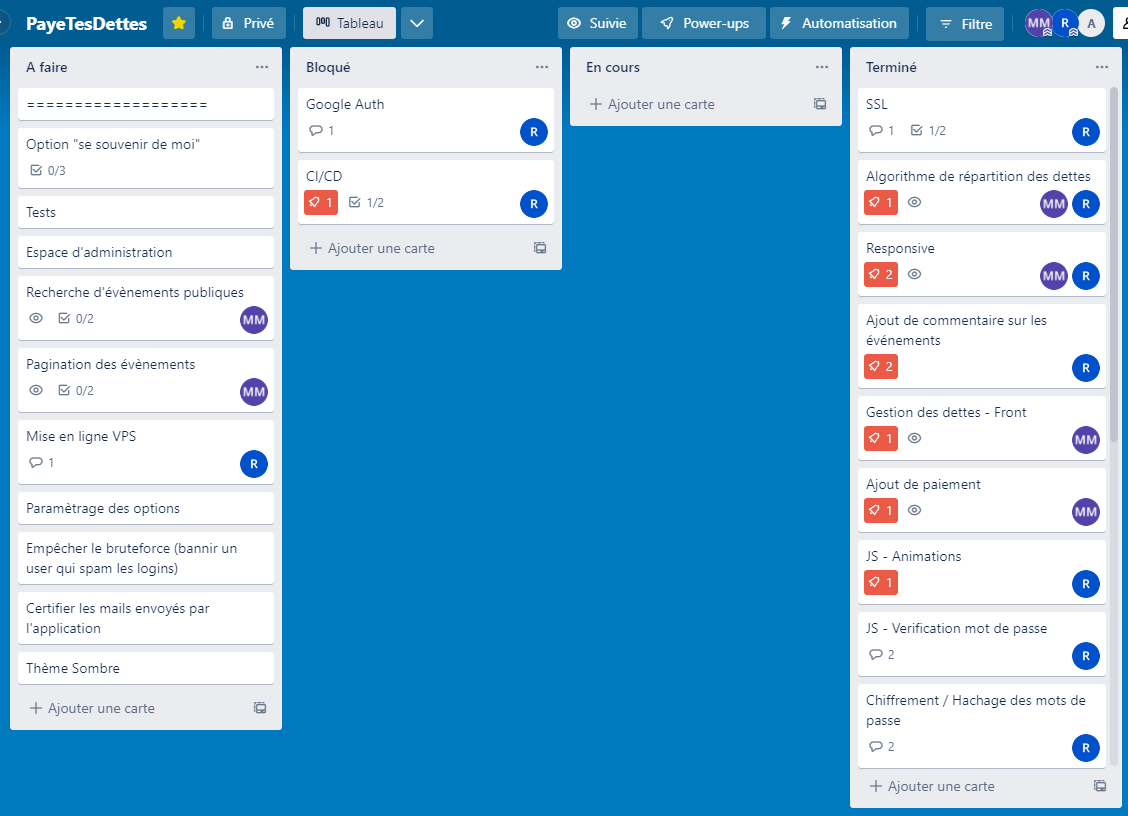 PayeTesDettes
Privé
Tableau
Suivie
Power-ups
Automatisation
Filtre
MM
R
A
A faire
===================
Option "se souvenir de moi"
0/3
Tests
Espace d'administration
Recherche d'évènements publiques
0/2
MM
Pagination des évènements
0/2
MM
Mise en ligne VPS
1
R
Paramètrage des options
Empêcher le bruteforce (bannir un
user qui spam les logins)
Certifier les mails envoyés par
l'application
Thème Sombre
+ Ajouter une carte
Bloqué
Google Auth
1
R
CI/CD
1
1/2
R
+ Ajouter une carte
En cours
+ Ajouter une carte
Terminé
SSL
1
1/2
R
Algorithme de répartition des dettes
1
MM
R
Responsive
2
MM
R
Ajout de commentaire sur les
événements
2
R
Gestion des dettes - Front
1
MM
Ajout de paiement
1
MM
JS - Animations
1
R
JS - Verification mot de passe
2
R
Chiffrement / Hachage des mots de
passe
2
R
+ Ajouter une carte